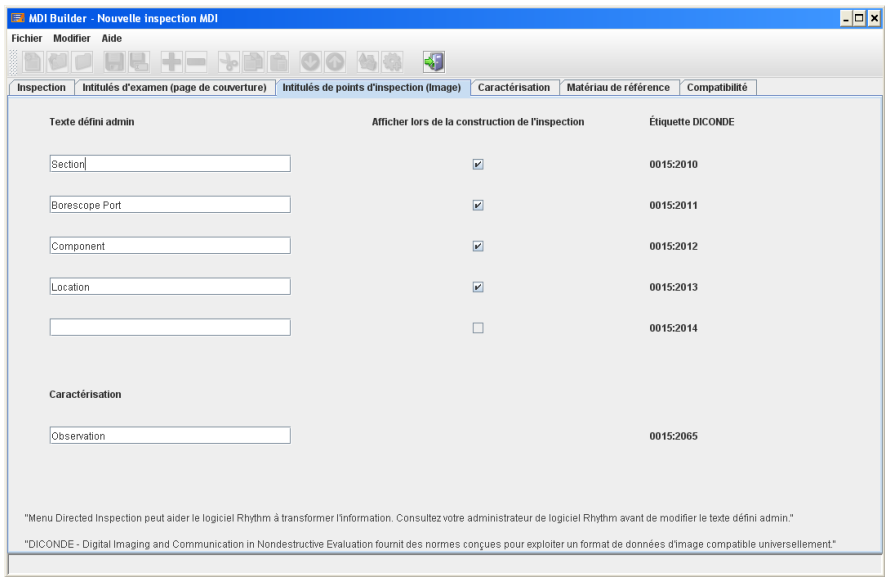 MDI Builder - Nouvelle inspection MDI
Fichier Modifier Aide
Inspection Intitulés d'examen (page de couverture) Intitulés de points d'inspection (Image) Caractérisation Matériau de référence Compatibilité
Texte défini admin Afficher lors de la construction de l'inspection Étiquette DICONDE
Section 0015:2010
Borescope Port 0015:2011
Component 0015:2012
Location 0015:2013
0015:2014
Caractérisation
Observation 0015:2065
"Menu Directed Inspection peut aider le logiciel Rhythm à transformer l'information. Consultez votre administrateur de logiciel Rhythm avant de modifier le texte défini admin."
"DICONDE - Digital Imaging and Communication in Nondestructive Evaluation fournit des normes conçues pour exploiter un format de données d'image compatible universellement."